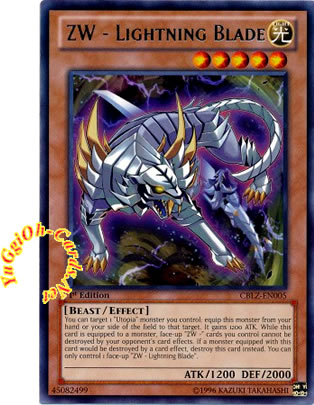 ZW - Lightning Blade
LIGHT
光
YuGgiOh-Cards.Net
1st Edition
CBLZ-EN005
[BEAST / EFFECT]
You can target 1 "Utopia" monster you control; equip this monster from your
hand or your side of the field to that target. It gains 1200 ATK. While this
card is equipped to a monster, face-up "ZW -" cards you control cannot be
destroyed by your opponent's card effects. If a monster equipped with this
card would be destroyed by a card effect, destroy this card instead. You can
only control 1 face-up "ZW - Lightning Blade".
ATK/1200 DEF/2000
45082499
©1996 KAZUKI TAKAHASHI